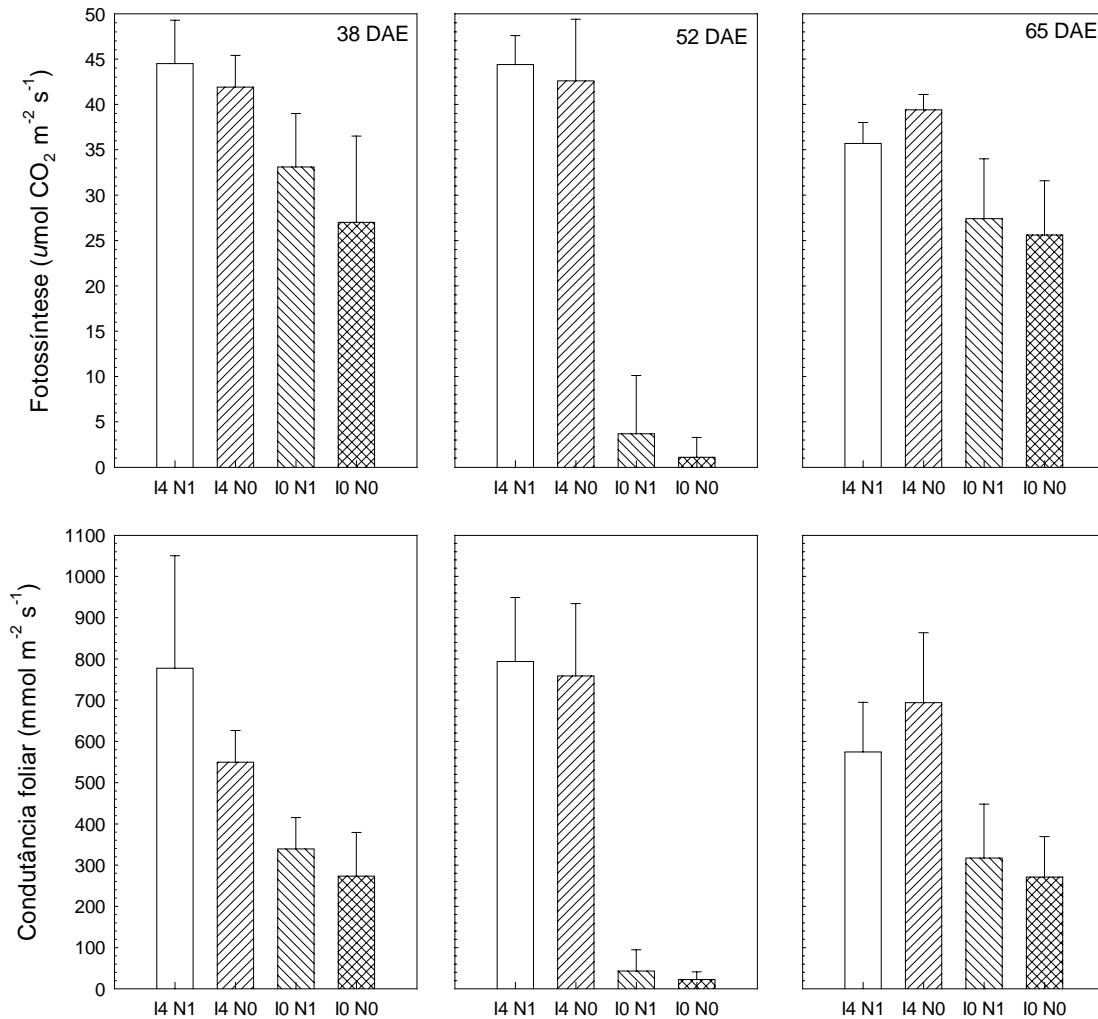 Fotossíntese (umol CO2 m-2 s-1)
50
45
40
35
30
25
20
15
10
5
0
38 DAE
52 DAE
65 DAE
I4 N1 I4 N0 I0 N1 I0 N0
I4 N1 I4 N0 I0 N1 I0 N0
I4 N1 I4 N0 I0 N1 I0 N0
Condutância foliar (mmol m-2 s-1)
1100
1000
900
800
700
600
500
400
300
200
100
0
I4 N1 I4 N0 I0 N1 I0 N0
I4 N1 I4 N0 I0 N1 I0 N0
I4 N1 I4 N0 I0 N1 I0 N0